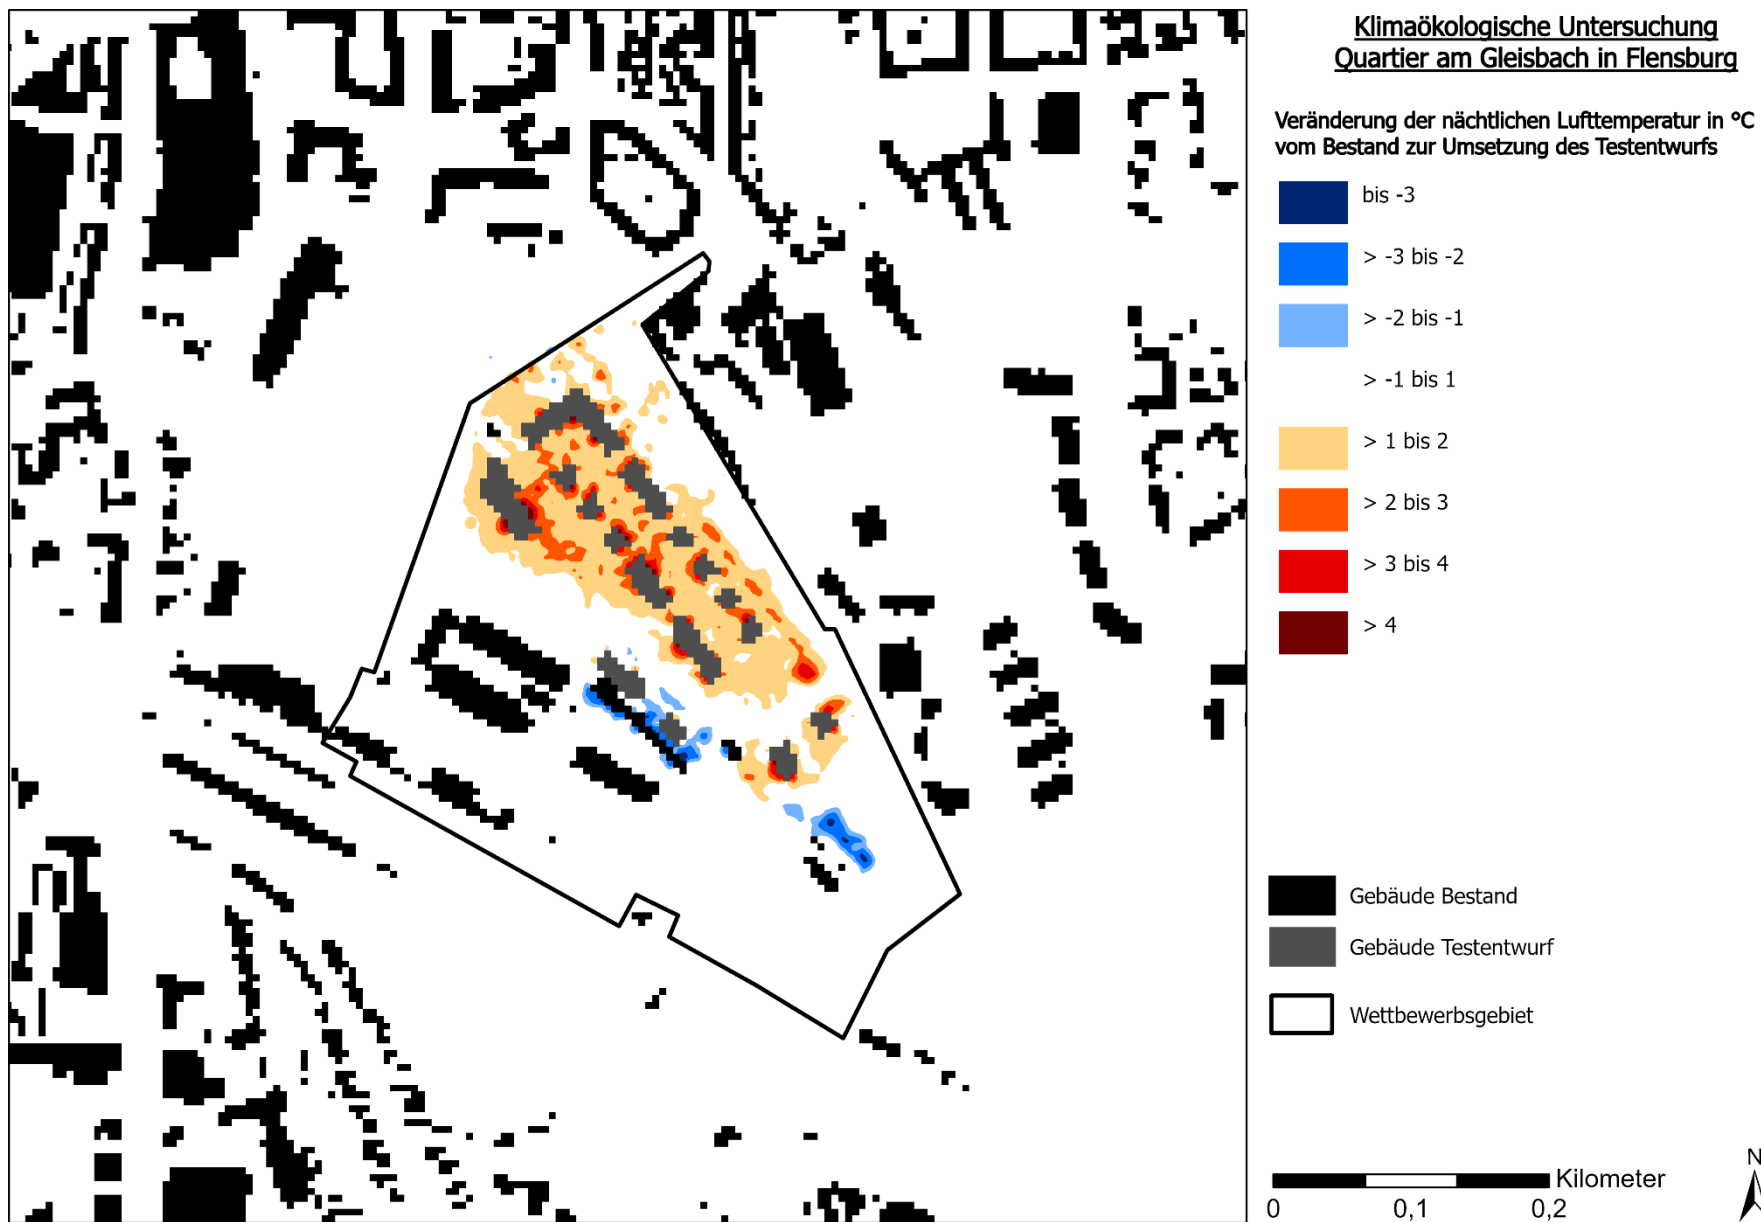 Klimaökologische Untersuchung
Quartier am Gleisbach in Flensburg
Veränderung der nächtlichen Lufttemperatur in °C
vom Bestand zur Umsetzung des Testentwurfs
bis -3
> -3 bis -2
> -2 bis -1
> -1 bis 1
> 1 bis 2
> 2 bis 3
> 3 bis 4
> 4
Gebäude Bestand
Gebäude Testentwurf
Wettbewerbsgebiet
N
Kilometer
0 0,1 0,2